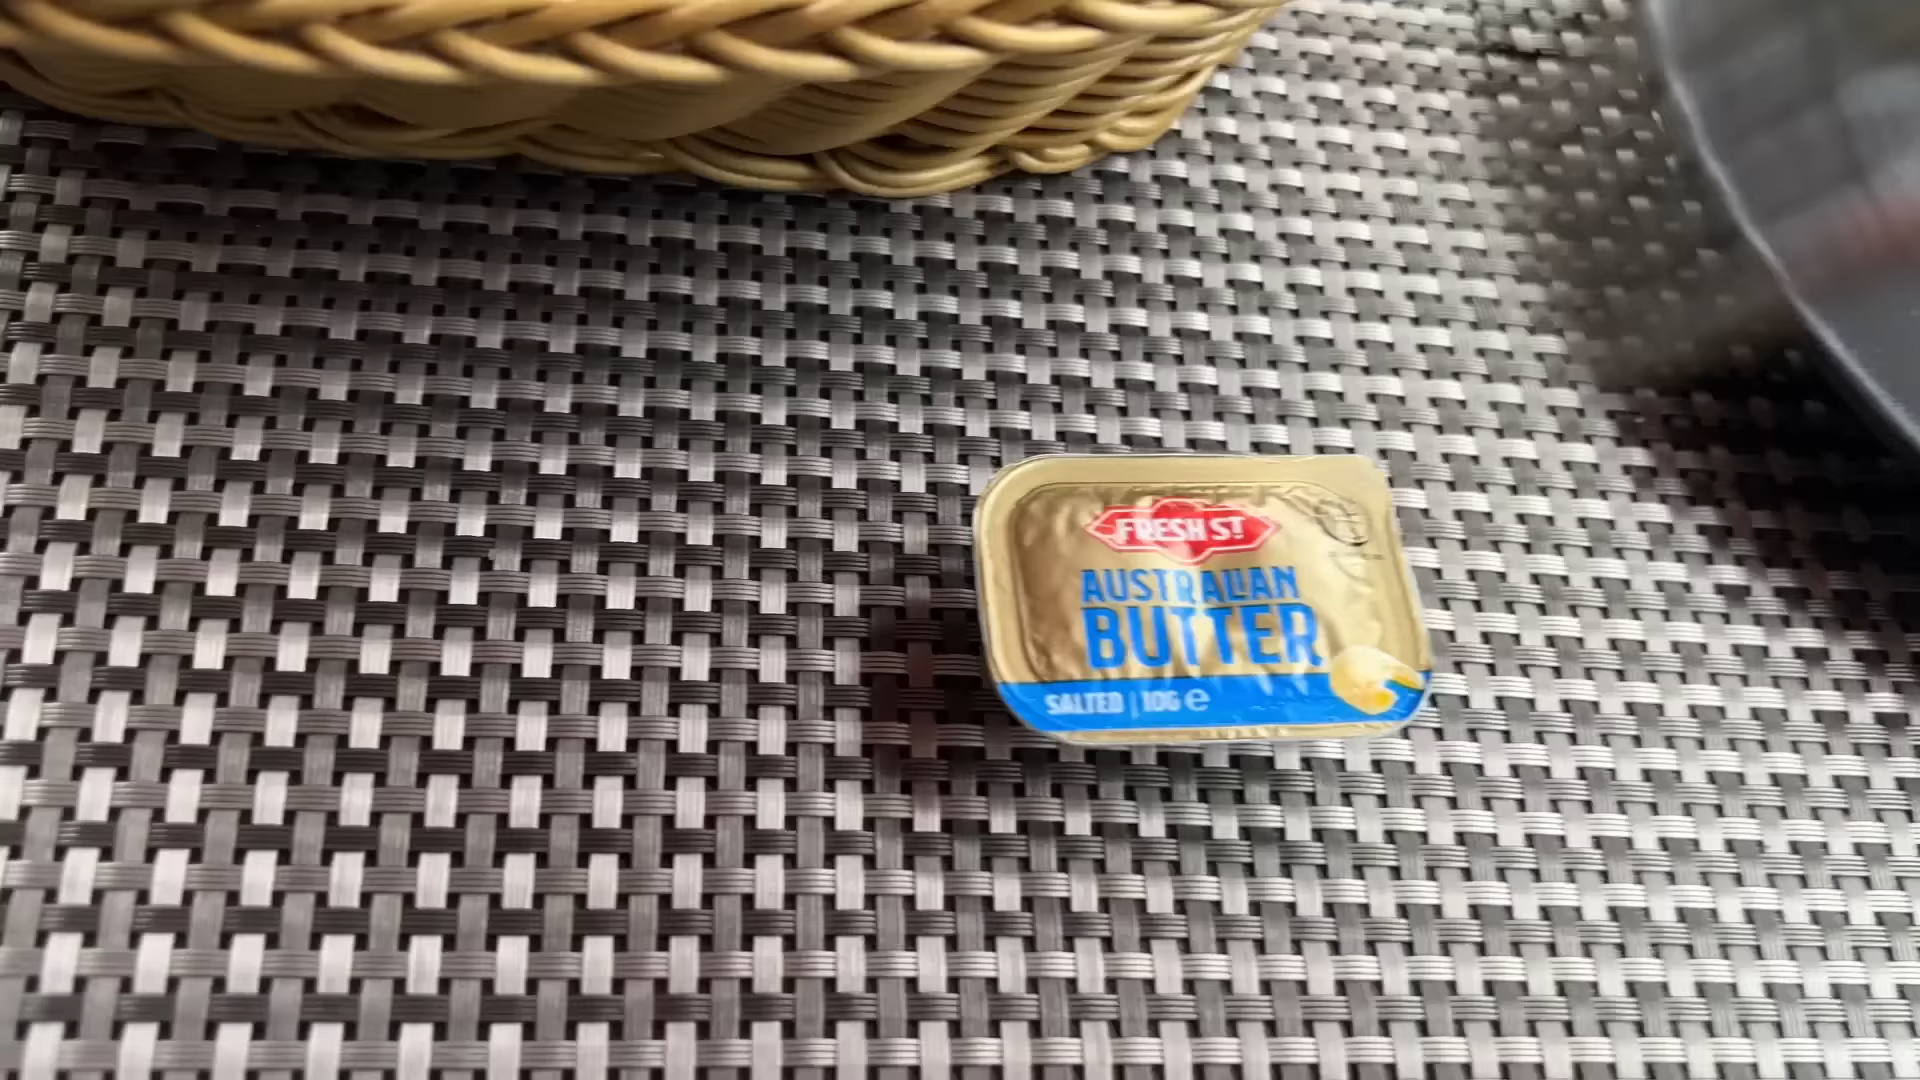 FRESH ST
AUSTRALIAN
BUTTER
SALTED | 10G ℮